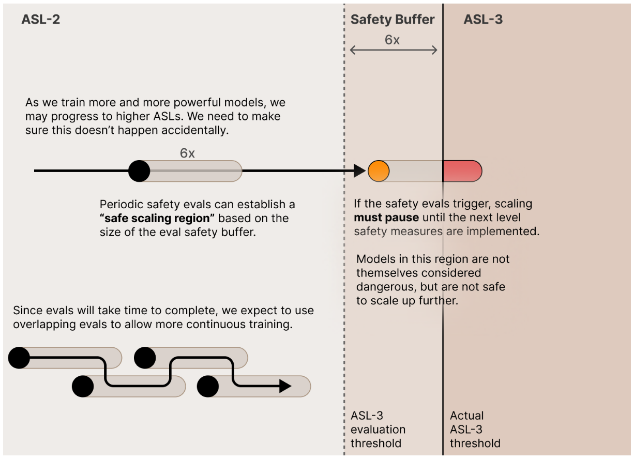 ASL-2
Safety Buffer
ASL-3
6x
As we train more and more powerful models, we
may progress to higher ASLs. We need to make
sure this doesn't happen accidentally.
6x
Periodic safety evals can establish a
“safe scaling region” based on the
size of the eval safety buffer.
If the safety evals trigger, scaling
must pause until the next level
safety measures are implemented.
Models in this region are not
themselves considered
dangerous, but are not safe
to scale up further.
Since evals will take time to complete, we expect to use
overlapping evals to allow more continuous training.
ASL-3
evaluation
threshold
Actual
ASL-3
threshold